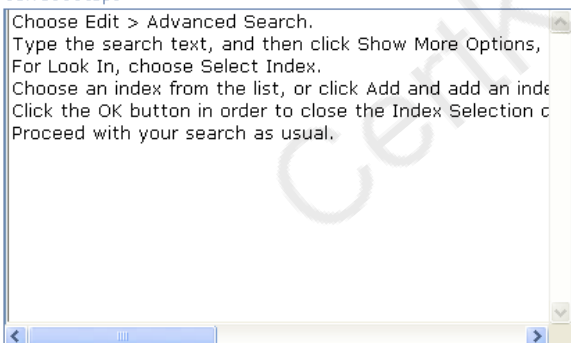 Choose Edit > Advanced Search.
Type the search text, and then click Show More Options,
For Look In, choose Select Index.
Choose an index from the list, or click Add and add an inde
Click the OK button in order to close the Index Selection d
Proceed with your search as usual.